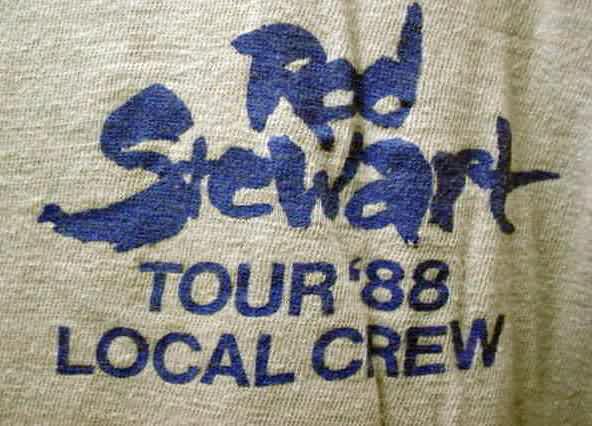 Rod
Stewart
TOUR '88
LOCAL CREW